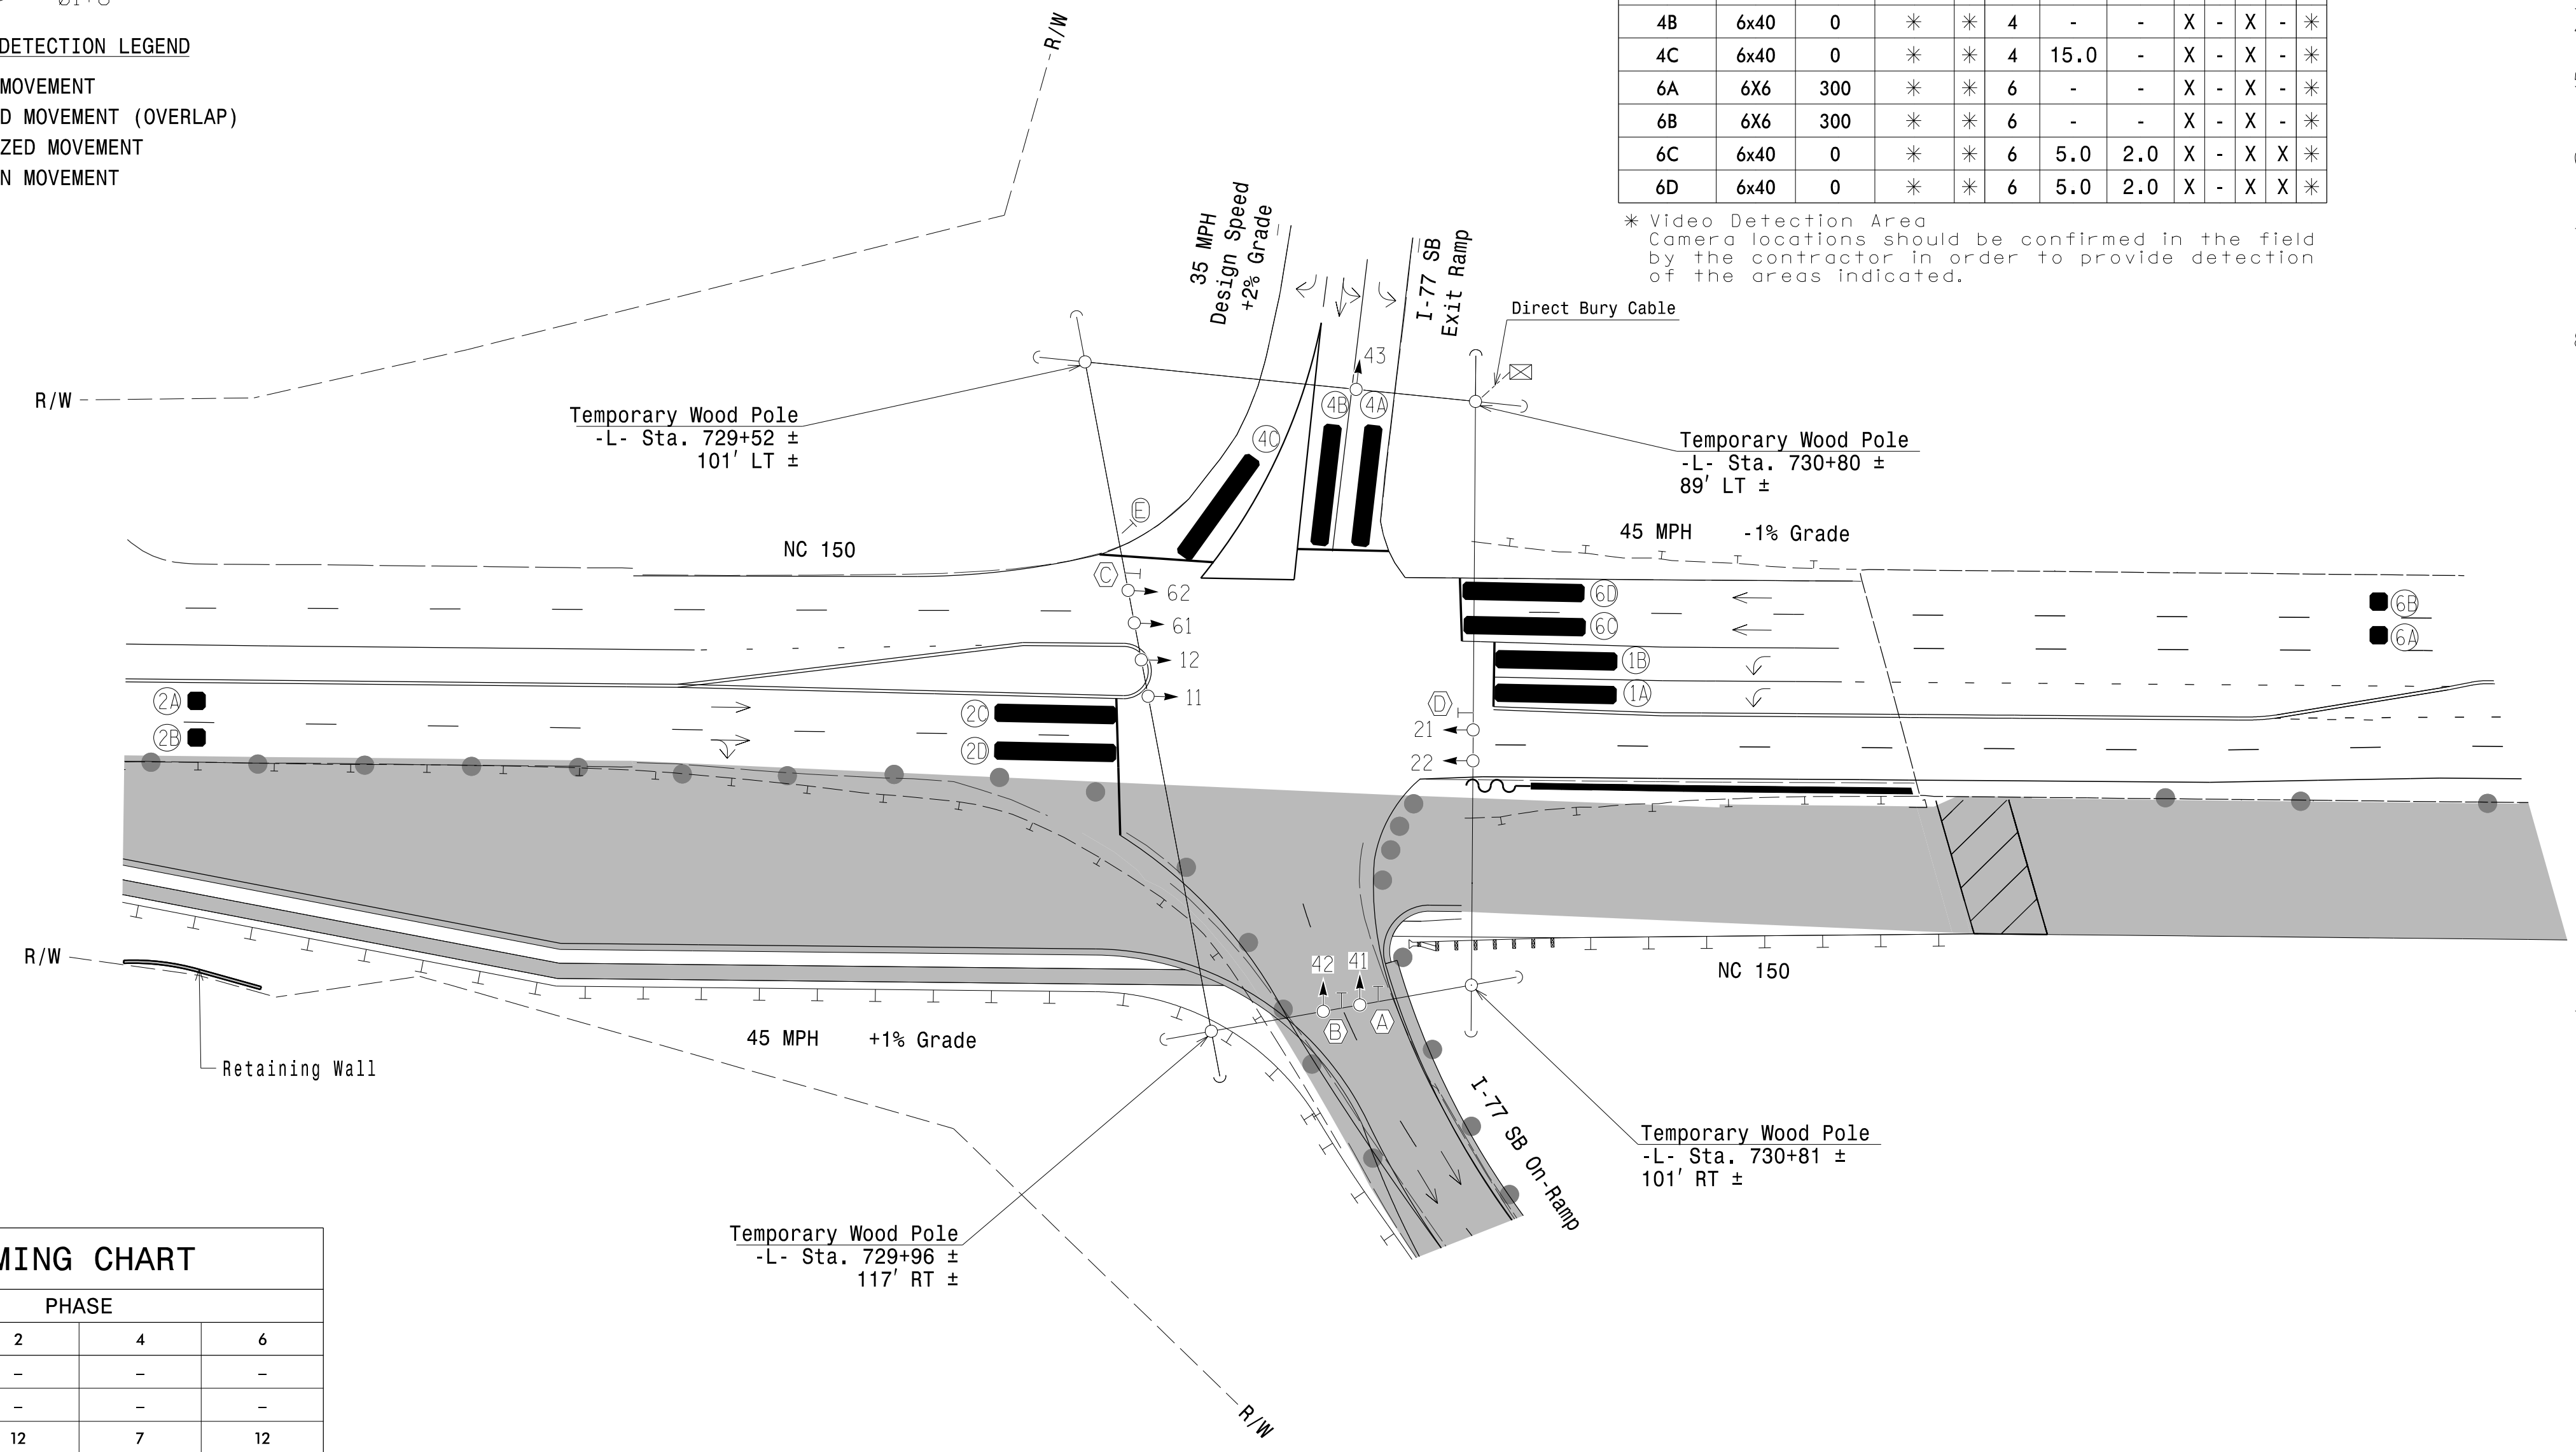 DETECTION LEGEND
MOVEMENT
D MOVEMENT (OVERLAP)
ZED MOVEMENT
N MOVEMENT
4B 6x40 0 * * 4 - - X - X - *
4C 6x40 0 * * 4 15.0 - X - X - *
6A 6X6 300 * * 6 - - X - X - *
6B 6X6 300 * * 6 - - X - X - *
6C 6x40 0 * * 6 5.0 2.0 X - X X *
6D 6x40 0 * * 6 5.0 2.0 X - X X *
* Video Detection Area
Camera locations should be confirmed in the field
by the contractor in order to provide detection
of the areas indicated.
R/W
35 MPH
Design Speed
+2% Grade
I-77 SB
Exit Ramp
Direct Bury Cable
43
R/W
4B
4A
Temporary Wood Pole
-L- Sta. 729+52 ±
101' LT ±
4C
Temporary Wood Pole
-L- Sta. 730+80 ±
89' LT ±
E
NC 150
45 MPH -1% Grade
C
62
6D
6B
61
6C
6A
12
1B
11
1A
2A
2C
D
2B
2D
21
22
R/W
42
41
NC 150
B
A
45 MPH +1% Grade
Retaining Wall
I-77 SB On-Ramp
Temporary Wood Pole
-L- Sta. 730+81 ±
101' RT ±
Temporary Wood Pole
-L- Sta. 729+96 ±
117' RT ±
MING CHART
PHASE
2 4 6
- - -
- - -
12 7 12
R/W